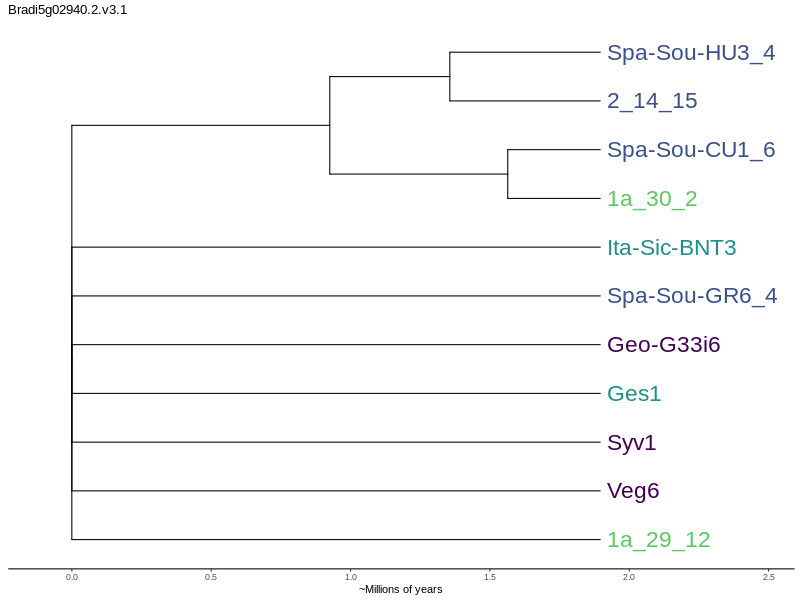 Bradi5g02940.2.v3.1
Spa-Sou-HU3_4
2_14_15
Spa-Sou-CU1_6
1a_30_2
Ita-Sic-BNT3
Spa-Sou-GR6_4
Geo-G33i6
Ges1
Syv1
Veg6
1a_29_12
0.0 0.5 1.0 1.5 2.0 2.5
~Millions of years